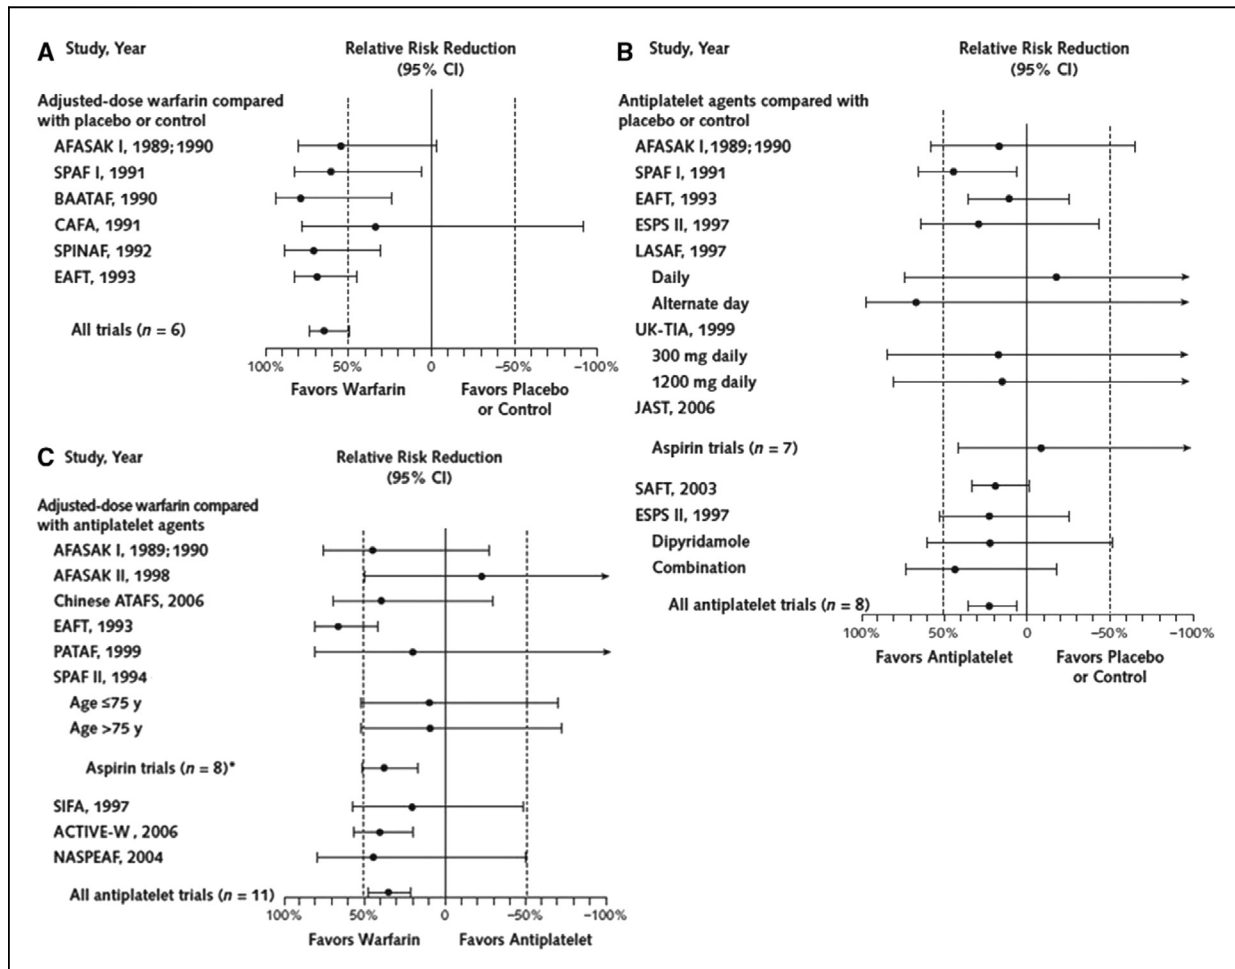 A Study, Year Relative Risk Reduction
(95% CI)
Adjusted-dose warfarin compared
with placebo or control
AFASAK I, 1989; 1990
SPAF I, 1991
BAATAF, 1990
CAFA, 1991
SPINAF, 1992
EAFT, 1993
All trials (n = 6)
100% 50% 0 −50% −100%
Favors Warfarin Favors Placebo
or Control
B Study, Year Relative Risk Reduction
(95% CI)
Antiplatelet agents compared with
placebo or control
AFASAK I, 1989; 1990
SPAF I, 1991
EAFT, 1993
ESPS II, 1997
LASAF, 1997
Daily
Alternate day
UK-TIA, 1999
300 mg daily
1200 mg daily
JAST, 2006
Aspirin trials (n = 7)
SAFT, 2003
ESPS II, 1997
Dipyridamole
Combination
All antiplatelet trials (n = 8)
100% 50% 0 −50% −100%
Favors Antiplatelet Favors Placebo
or Control
C Study, Year Relative Risk Reduction
(95% CI)
Adjusted-dose warfarin compared
with antiplatelet agents
AFASAK I, 1989; 1990
AFASAK II, 1998
Chinese ATAFS, 2006
EAFT, 1993
PATAF, 1999
SPAF II, 1994
Age ≤75 y
Age >75 y
Aspirin trials (n = 8)*
SIFA, 1997
ACTIVE-W , 2006
NASPEAF, 2004
All antiplatelet trials (n = 11)
100% 50% 0 −50% −100%
Favors Warfarin Favors Antiplatelet